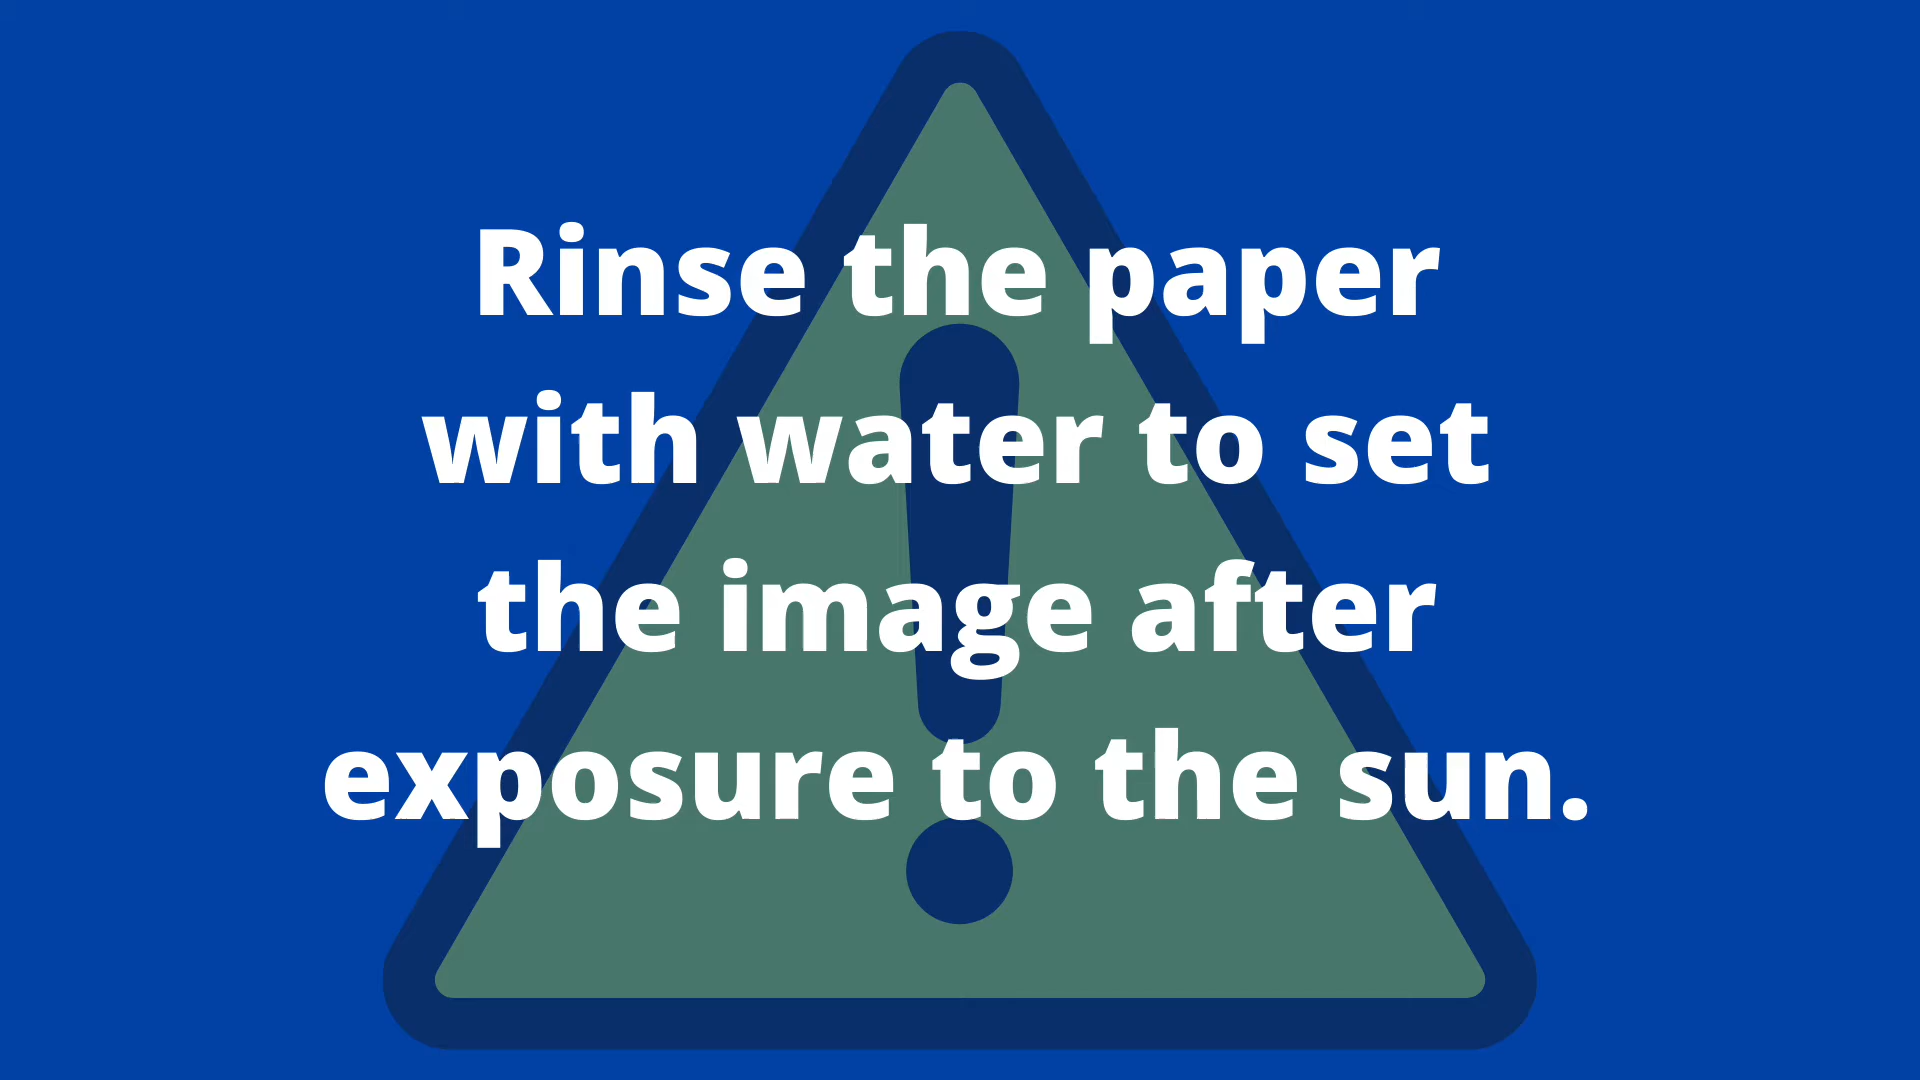 Rinse the paper
with water to set
the image after
exposure to the sun.